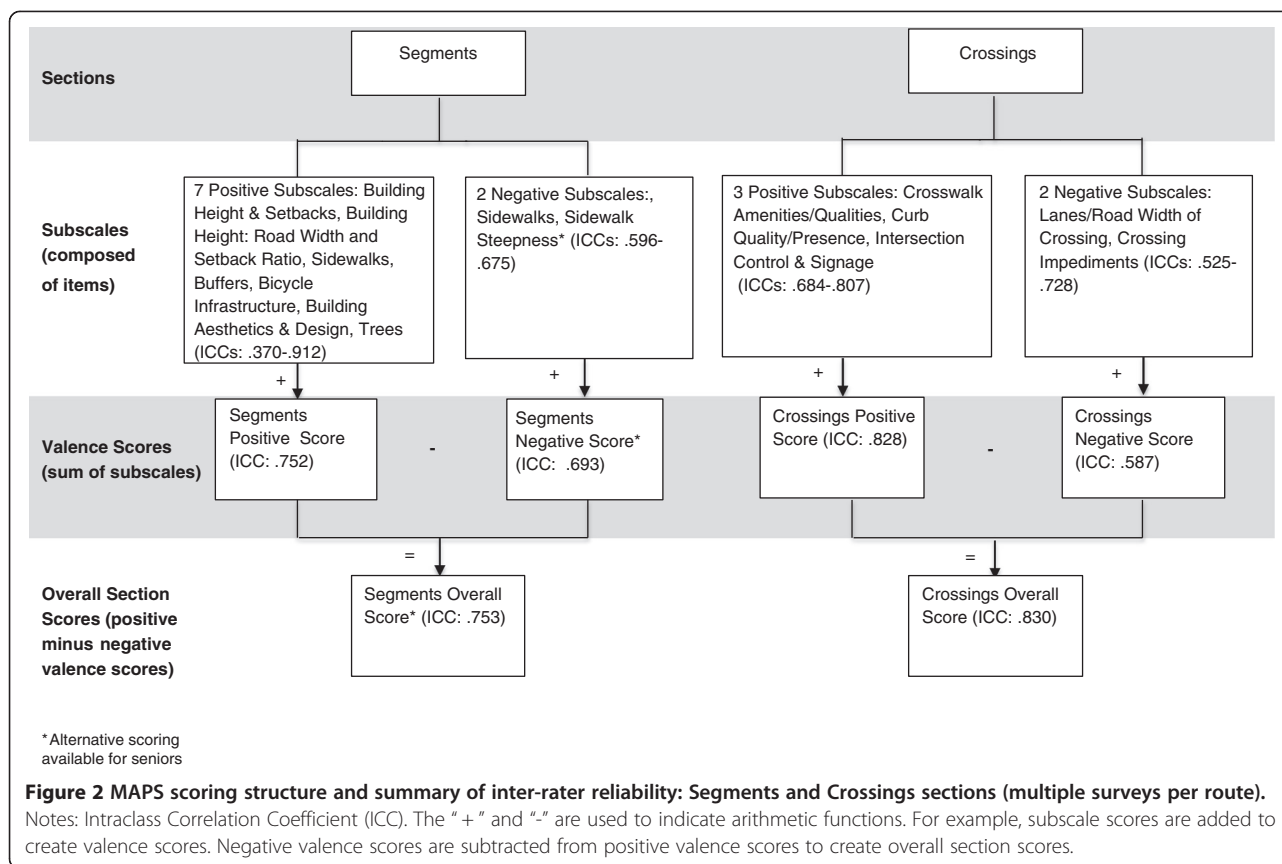 Sections
Segments
Crossings
Subscales
(composed
of items)
7 Positive Subscales: Building
Height & Setbacks, Building
Height: Road Width and
Setback Ratio, Sidewalks,
Buffers, Bicycle
Infrastructure, Building
Aesthetics & Design, Trees
(ICCs: .370-.912)
2 Negative Subscales:,
Sidewalks, Sidewalk
Steepness* (ICCs: .596-
.675)
3 Positive Subscales: Crosswalk
Amenities/Qualities, Curb
Quality/Presence, Intersection
Control & Signage
(ICCs: .684-.807)
2 Negative Subscales:
Lanes/Road Width of
Crossing, Crossing
Impediments (ICCs: .525-
.728)
+
+
+
+
Valence Scores
(sum of subscales)
Segments
Positive Score
(ICC: .752)
-
Segments
Negative Score*
(ICC: .693)
Crossings Positive
Score (ICC: .828)
-
Crossings
Negative Score
(ICC: .587)
=
=
Overall Section
Scores (positive
minus negative
valence scores)
Segments Overall
Score* (ICC: .753)
Crossings Overall
Score (ICC: .830)
*Alternative scoring
available for seniors
Figure 2 MAPS scoring structure and summary of inter-rater reliability: Segments and Crossings sections (multiple surveys per route).
Notes: Intraclass Correlation Coefficient (ICC). The “ + ” and “-” are used to indicate arithmetic functions. For example, subscale scores are added to
create valence scores. Negative valence scores are subtracted from positive valence scores to create overall section scores.